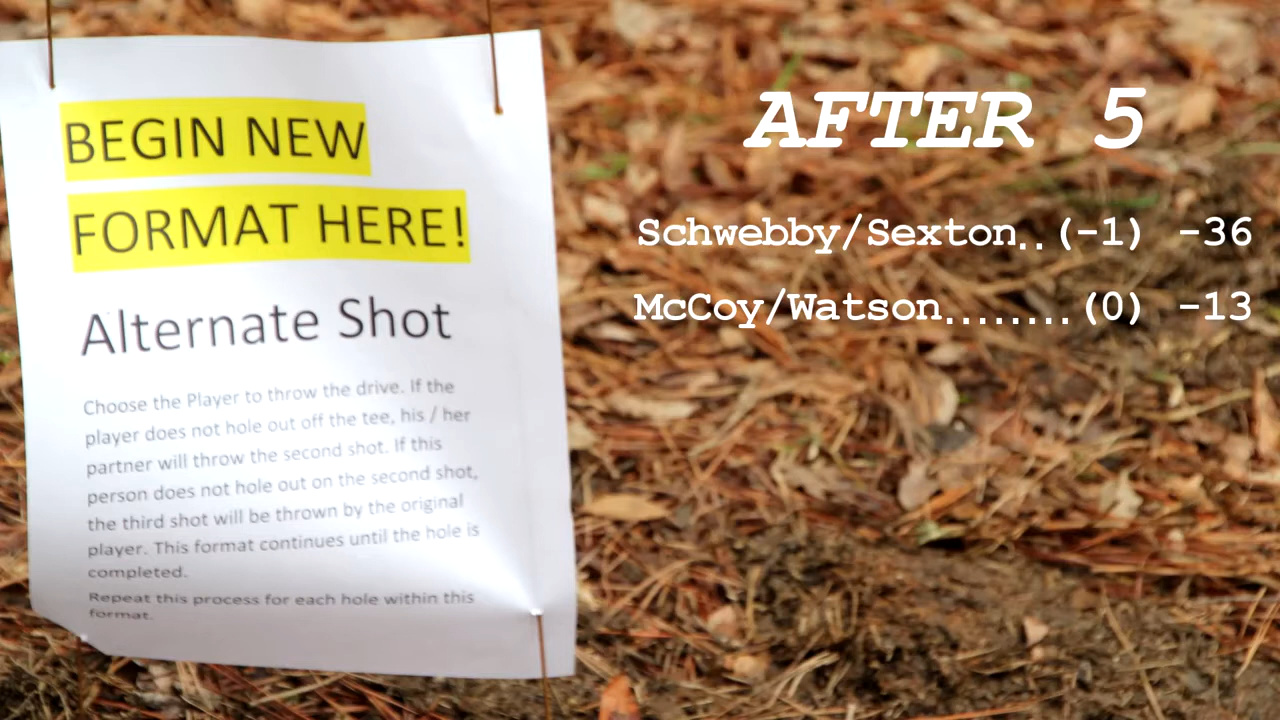 BEGIN NEW
FORMAT HERE!
Alternate Shot
Choose the Player to throw the drive. If the
player does not hole out off the tee, his / her
partner will throw the second shot. If this
person does not hole out on the second shot,
the third shot will be thrown by the original
player. This format continues until the hole is
completed.
Repeat this process for each hole within this
format.
AFTER 5
Schwebby/Sexton..(-1) -36
McCoy/Watson........(0) -13